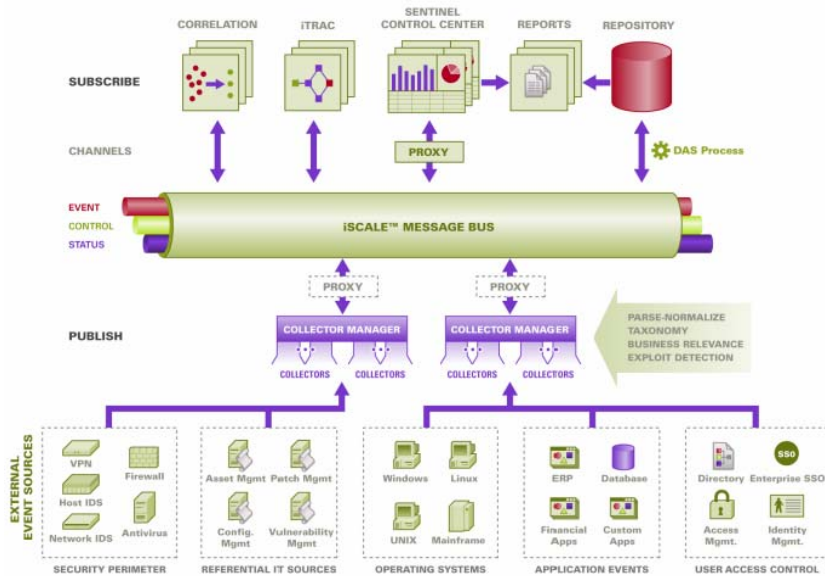 CORRELATION
iTRAC
SENTINEL
CONTROL CENTER
REPORTS
REPOSITORY
SUBSCRIBE
CHANNELS
PROXY
DAS Process
EVENT
CONTROL
STATUS
iSCALE™ MESSAGE BUS
PROXY
PROXY
PUBLISH
COLLECTOR MANAGER
COLLECTORS
COLLECTORS
COLLECTOR MANAGER
COLLECTORS
COLLECTORS
PARSE-NORMALIZE
TAXONOMY
BUSINESS RELEVANCE
EXPLOIT DETECTION
EXTERNAL
EVENT SOURCES
VPN
Firewall
Host IDS
Network IDS
Antivirus
SECURITY PERIMETER
Asset Mgmt
Patch Mgmt
Config.
Mgmt
Vulnerability
Mgmt
REFERENTIAL IT SOURCES
Windows
Linux
UNIX
Mainframe
OPERATING SYSTEMS
ERP
Database
Financial
Apps
Custom
Apps
APPLICATION EVENTS
Directory
SSO
Enterprise SSO
Access
Mgmt.
Identity
Mgmt.
USER ACCESS CONTROL